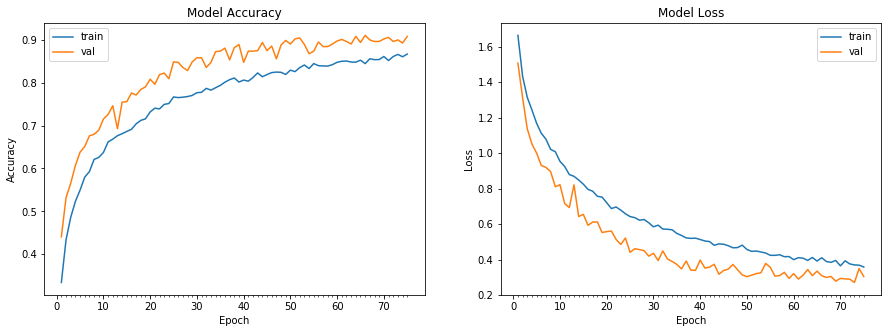 Model Accuracy
train
val
0.9
0.8
0.7
0.6
0.5
0.4
Accuracy
0 10 20 30 40 50 60 70
Epoch
Model Loss
train
val
1.6
1.4
1.2
1.0
0.8
0.6
0.4
0.2
Loss
0 10 20 30 40 50 60 70
Epoch